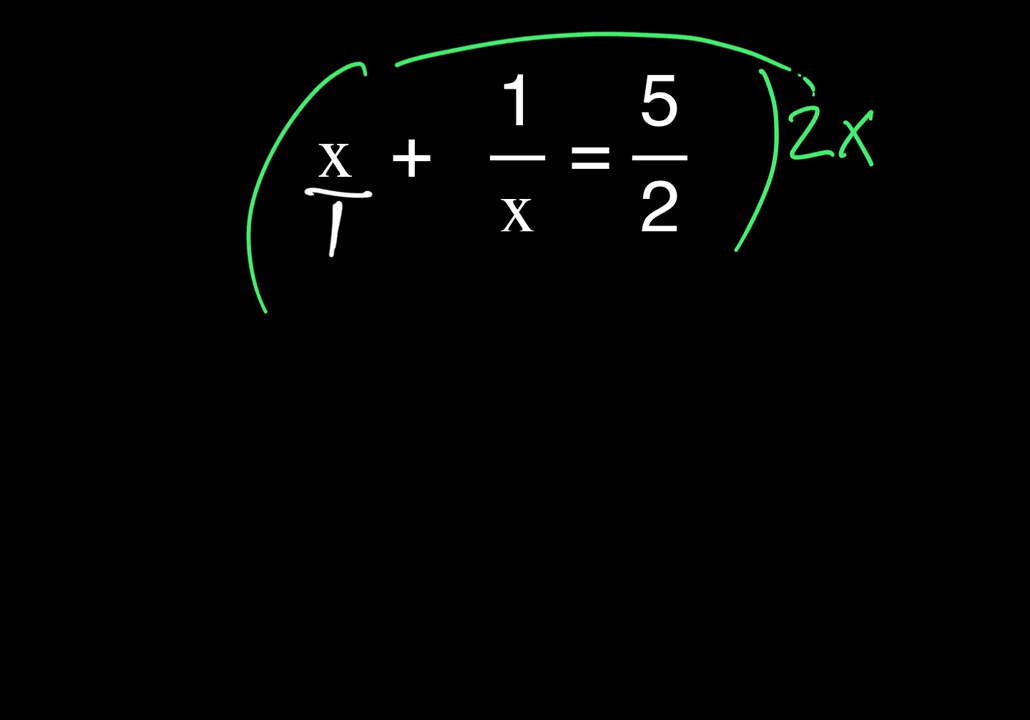 (x/1 + 1/x = 5/2) 2x